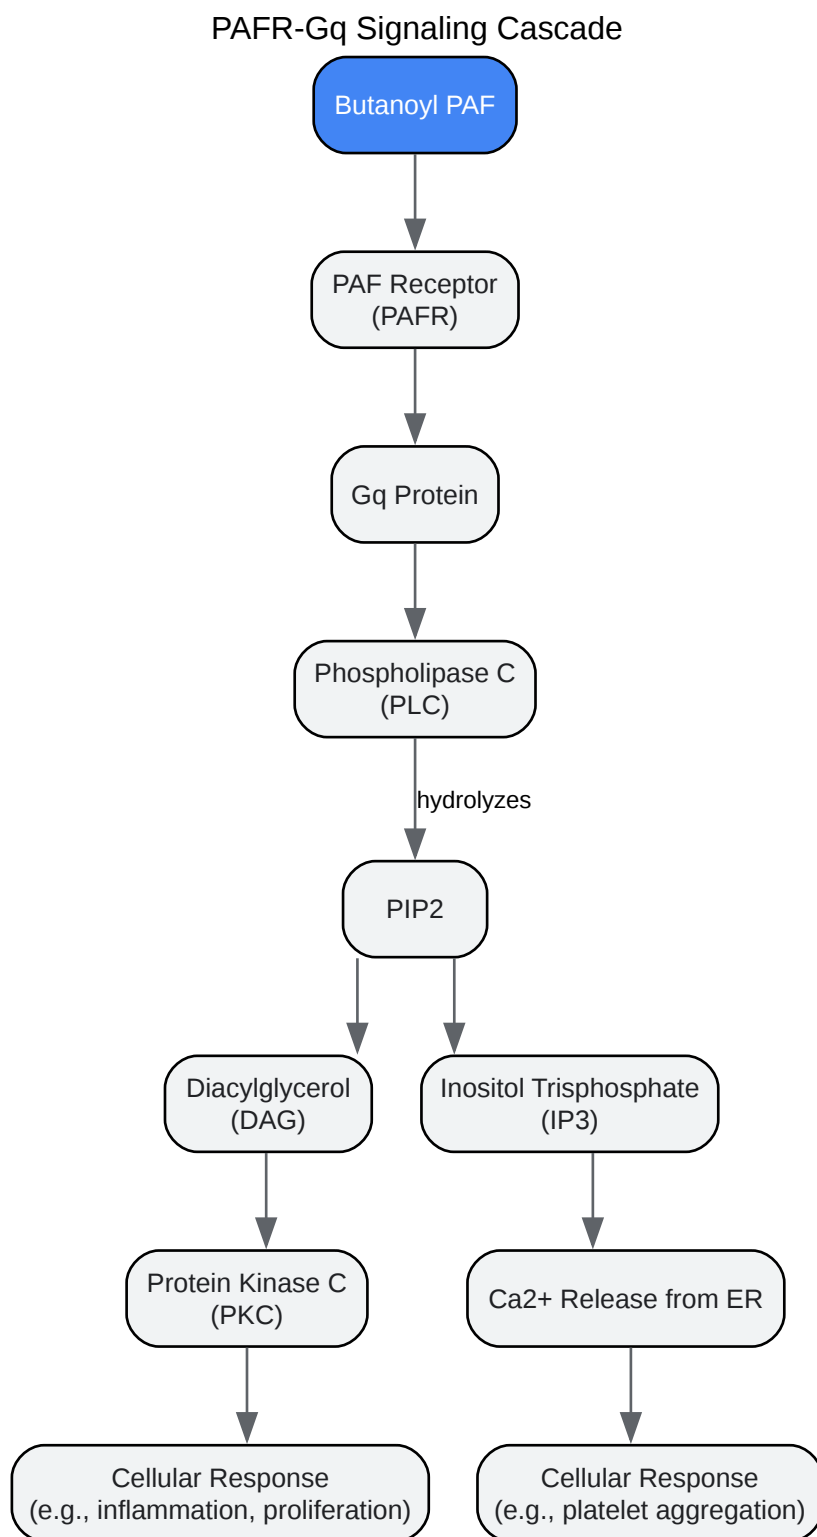 PAFR-Gq Signaling Cascade
Butanoyl PAF
PAF Receptor
(PAFR)
Gq Protein
Phospholipase C
(PLC)
hydrolyzes
PIP2
Diacylglycerol
(DAG)
Inositol Trisphosphate
(IP3)
Protein Kinase C
(PKC)
Ca2+ Release from ER
Cellular Response
(e.g., inflammation, proliferation)
Cellular Response
(e.g., platelet aggregation)